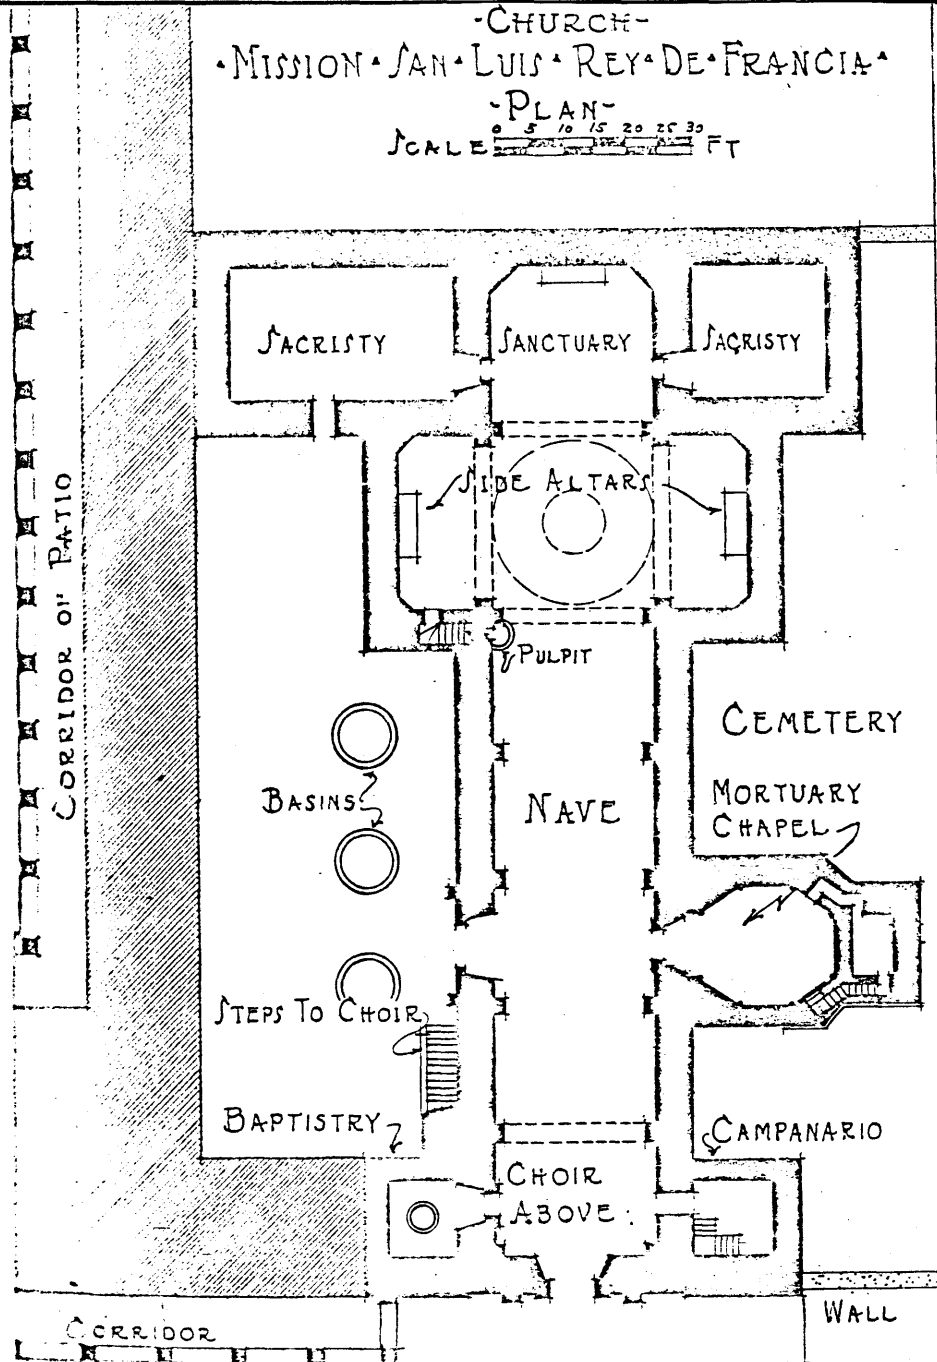 -CHURCH-
·MISSION·SAN·LUIS·REY·DE·FRANCIA·
-PLAN-
0 5 10 15 20 25 30
SCALE FT
SACRISTY
SANCTUARY
SACRISTY
SIDE ALTARS
CORRIDOR OF PATIO
PULPIT
CEMETERY
BASINS
NAVE
MORTUARY
CHAPEL
STEPS TO CHOIR
BAPTISTRY
CAMPANARIO
CHOIR
ABOVE
WALL
CORRIDOR